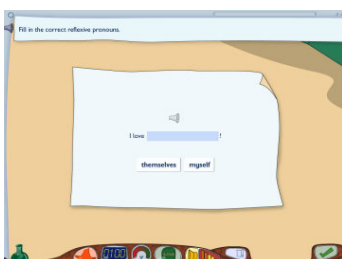 Fill in the correct reflexive pronouns.
I love !
themselves myself